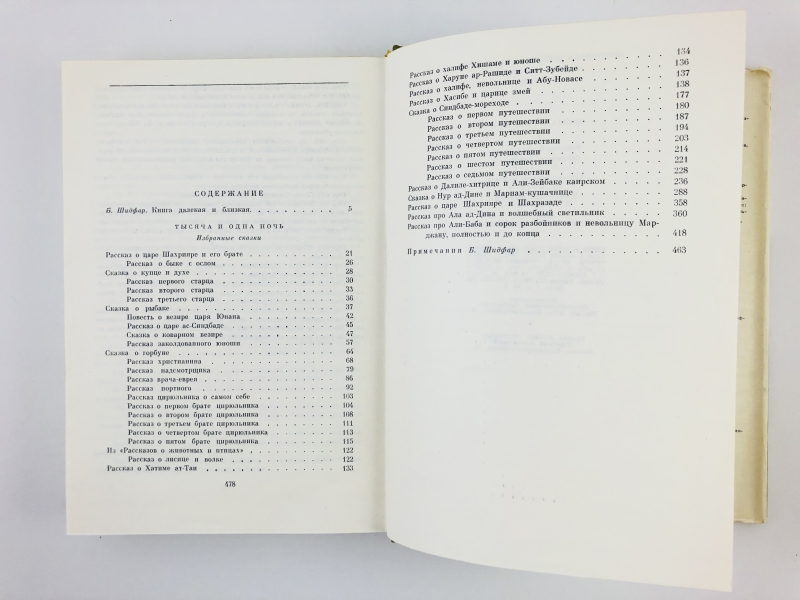 СОДЕРЖАНИЕ
Б. Шидфар. Книга далекая и близкая. . . . . . . . . . . 5
ТЫСЯЧА И ОДНА НОЧЬ
Избранные сказки
Рассказ о царе Шахрияре и его брате . . . . . . . . . . 21
Рассказ о быке с ослом . . . . . . . . . . 26
Сказка о купце и духе . . . . . . . . . . 28
Рассказ первого старца . . . . . . . . . . 30
Рассказ второго старца . . . . . . . . . . 33
Рассказ третьего старца . . . . . . . . . . 36
Сказка о рыбаке . . . . . . . . . . 37
Повесть о везире царя Юнана . . . . . . . . . . 42
Рассказ о царе ас-Синдбаде . . . . . . . . . . 45
Сказка о коварном везире . . . . . . . . . . 47
Рассказ заколдованного юноши . . . . . . . . . . 57
Сказка о горбуне . . . . . . . . . . 64
Рассказ христианина . . . . . . . . . . 68
Рассказ надсмотрщика . . . . . . . . . . 79
Рассказ врача-еврея . . . . . . . . . . 86
Рассказ портного . . . . . . . . . . 92
Рассказ цирюльника о самом себе . . . . . . . . . . 103
Рассказ о первом брате цирюльника . . . . . . . . . . 104
Рассказ о втором брате цирюльника . . . . . . . . . . 108
Рассказ о третьем брате цирюльника . . . . . . . . . . 111
Рассказ о четвертом брате цирюльника . . . . . . . . . . 113
Рассказ о пятом брате цирюльника . . . . . . . . . . 115
Из «Рассказов о животных и птицах» . . . . . . . . . . 122
Рассказ о лисице и волке . . . . . . . . . . 122
Рассказ о Хатиме ат-Таи . . . . . . . . . . 133
478
Рассказ о халифе Хишаме и юноше . . . . . . . . . . 134
Рассказ о Харуне ар-Рашиде и Ситт-Зубейде . . . . . . . . . . 136
Рассказ о халифе, невольнице и Абу-Новасе . . . . . . . . . . 137
Рассказ о Хасибе и царице змей . . . . . . . . . . 138
Сказка о Синдбаде-мореходе . . . . . . . . . . 177
Рассказ о первом путешествии . . . . . . . . . . 180
Рассказ о втором путешествии . . . . . . . . . . 187
Рассказ о третьем путешествии . . . . . . . . . . 194
Рассказ о четвертом путешествии . . . . . . . . . . 203
Рассказ о пятом путешествии . . . . . . . . . . 214
Рассказ о шестом путешествии . . . . . . . . . . 221
Рассказ о седьмом путешествии . . . . . . . . . . 228
Рассказ о Далиле-хитрице и Али-Зейбаке каирском . . . . . . . . . . 236
Сказка о Нур ад-Дине и Мариам-кушачнице . . . . . . . . . . 288
Рассказ о царе Шахрияре и Шахразаде . . . . . . . . . . 358
Рассказ про Ала ад-Дина и волшебный светильник . . . . . . . . . . 360
Рассказ про Али-Баба и сорок разбойников и невольницу Мар-
джану, полностью и до конца . . . . . . . . . . 418
Примечания Б. Шидфар . . . . . . . . . . 463